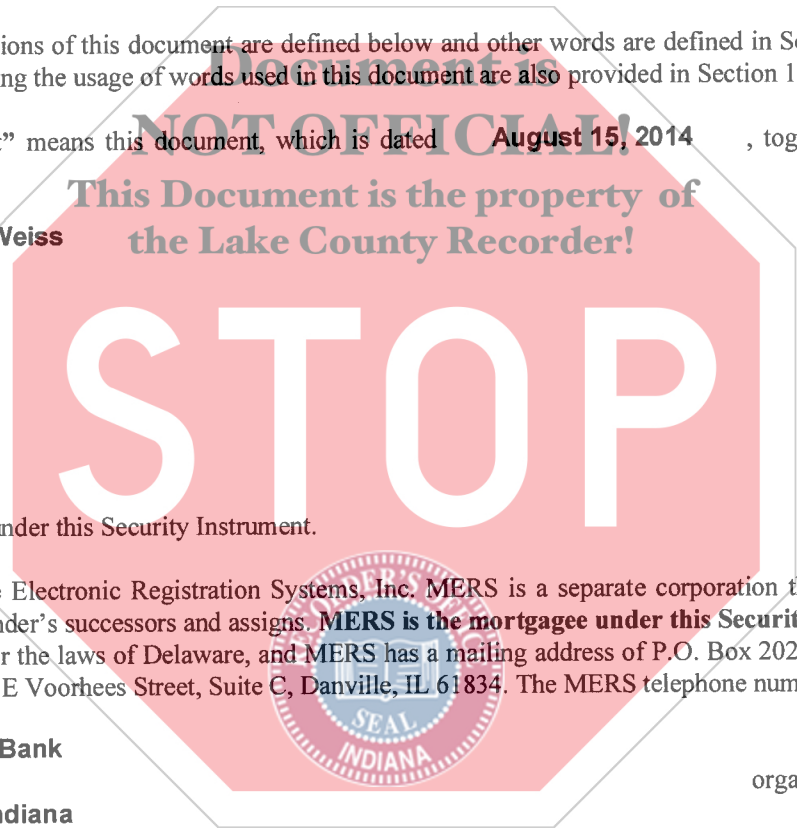 ions of this document are defined below and other words are defined in Se
Document is
ng the usage of words used in this document are also provided in Section 1
NOT OFFICIAL!
” means this document, which is dated August 15, 2014 , tog
This Document is the property of
Weiss
the Lake County Recorder!
STOP
nder this Security Instrument.
Electronic Registration Systems, Inc. MERS is a separate corporation th
nder’s successors and assigns. MERS is the mortgagee under this Securit
r the laws of Delaware, and MERS has a mailing address of P.O. Box 202
E Voorhees Street, Suite C, Danville, IL 61834. The MERS telephone num
RECORDER'S OFFICE
SEAL
INDIANA
Bank
orga
ndiana